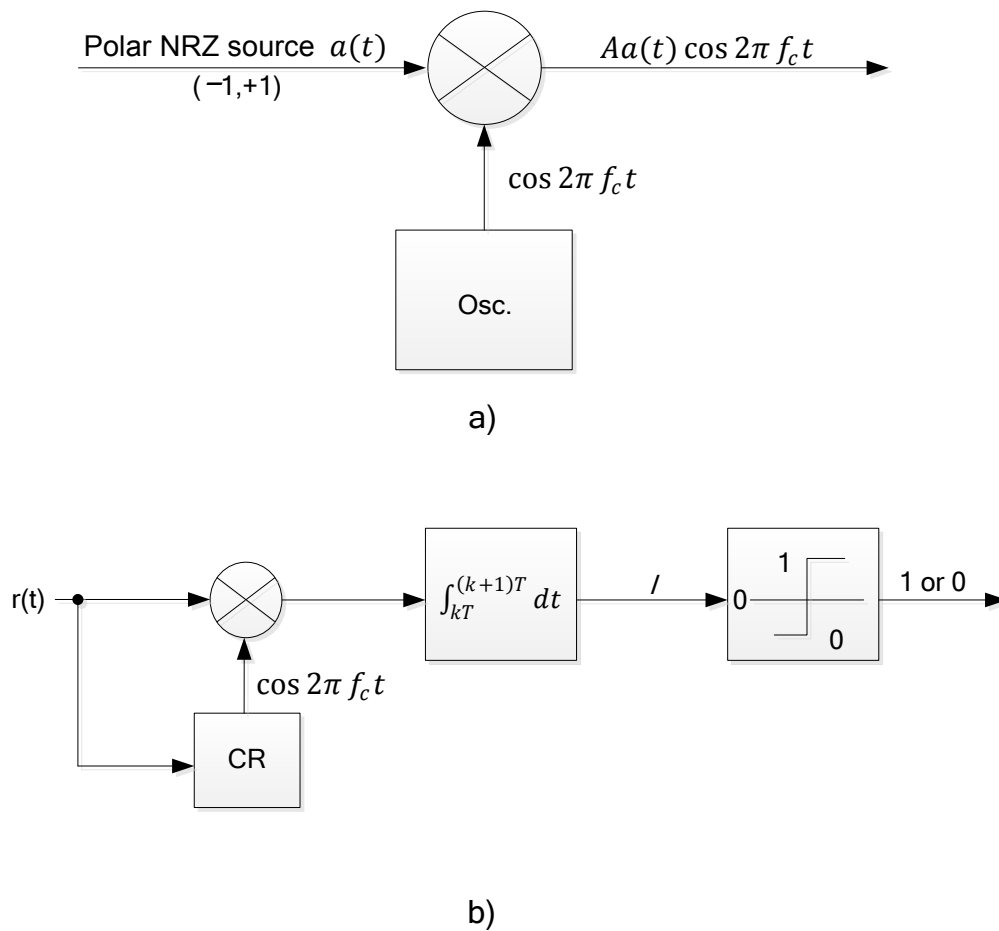 Polar NRZ source a(t)
(−1,+1)
Aa(t) cos 2π f_c t
cos 2π f_c t
Osc.
a)
r(t)
∫_{kT}^{(k+1)T} dt
/
0
1
0
1 or 0
cos 2π f_c t
CR
b)